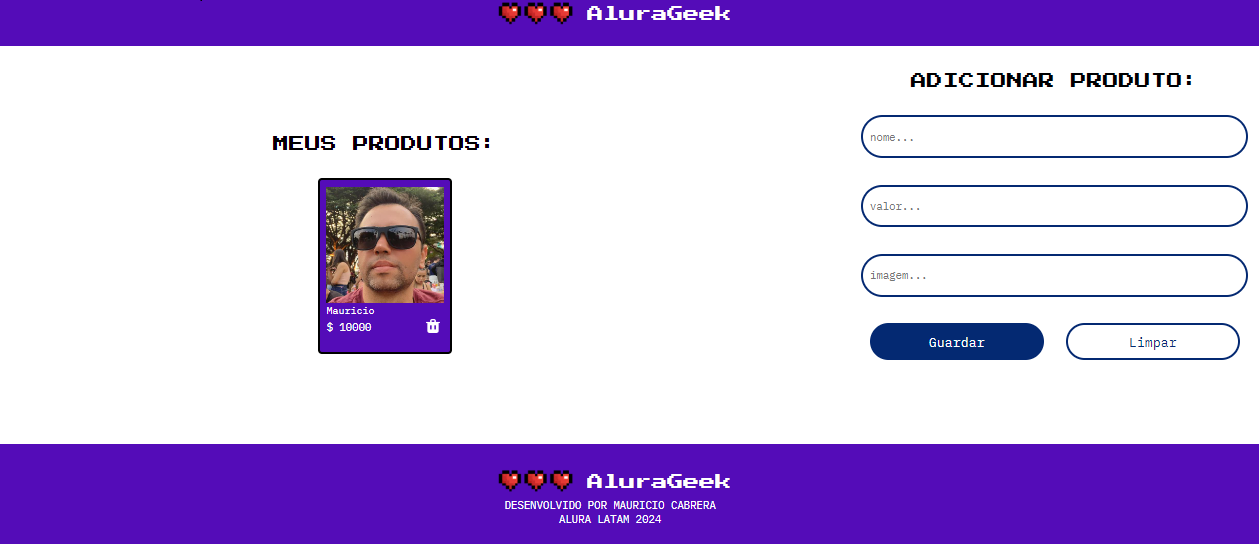 AluraGeek
MEUS PRODUTOS:
Mauricio
$ 10000
ADICIONAR PRODUTO:
nome...
valor...
imagem...
Guardar
Limpar
AluraGeek
DESENVOLVIDO POR MAURICIO CABRERA
ALURA LATAM 2024